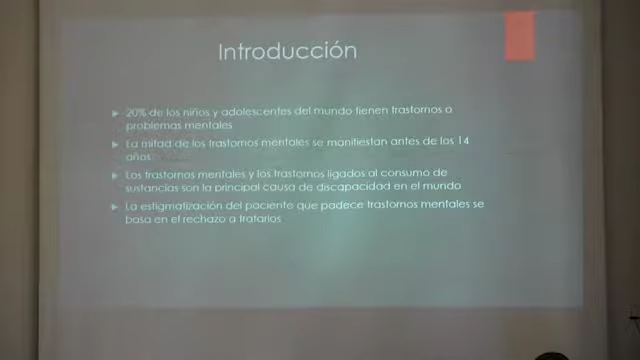 Introducción
20% de los niños y adolescentes del mundo tienen trastornos o
problemas mentales
La mitad de los trastornos mentales se manifiestan antes de los 14
años
Los trastornos mentales y los trastornos ligados al consumo de
sustancias son la principal causa de discapacidad en el mundo
La estigmatización del paciente que padece trastornos mentales se
basa en el rechazo a tratarlos